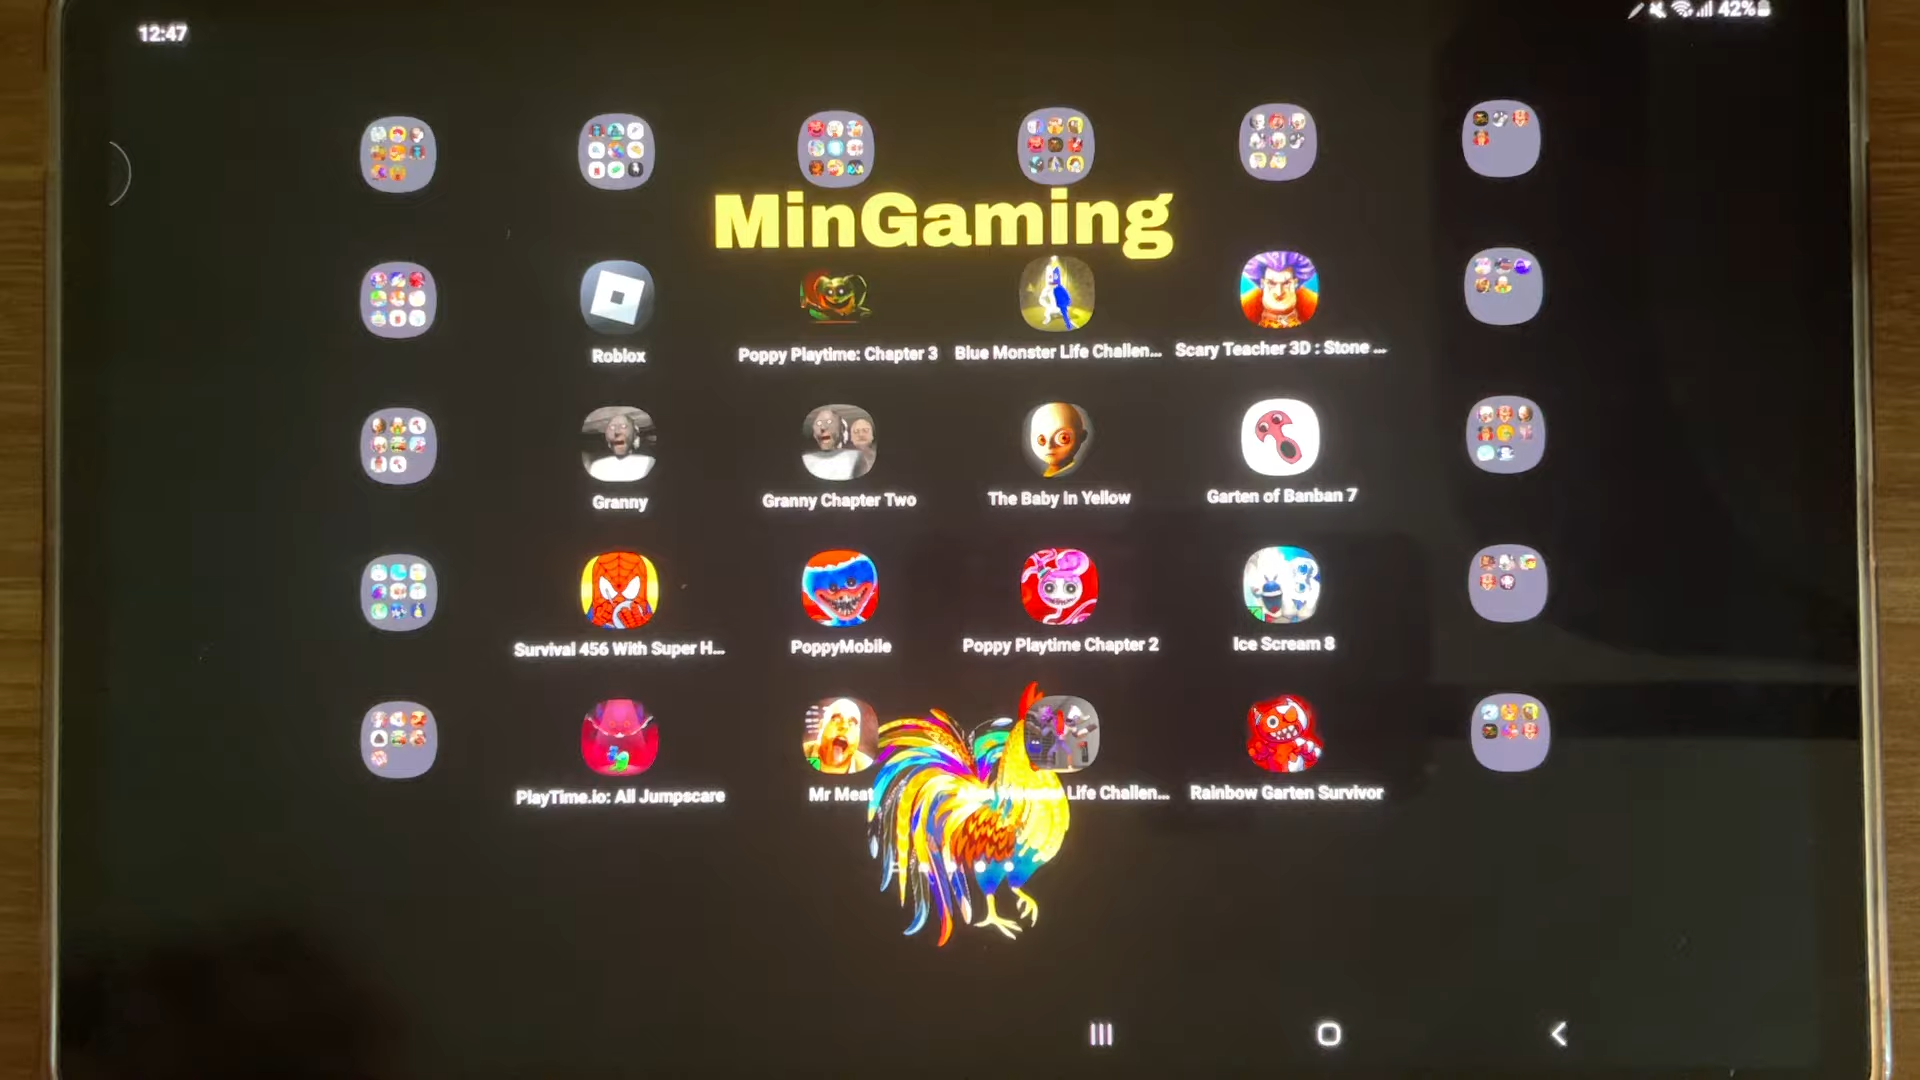 12:47
42%
MinGaming
Roblox
Poppy Playtime: Chapter 3
Blue Monster Life Challen...
Scary Teacher 3D : Stone ...
Granny
Granny Chapter Two
The Baby In Yellow
Garten of Banban 7
Survival 456 With Super H...
PoppyMobile
Poppy Playtime Chapter 2
Ice Scream 8
PlayTime.io: All Jumpscare
Mr Meat
Life Challen...
Rainbow Garten Survivor